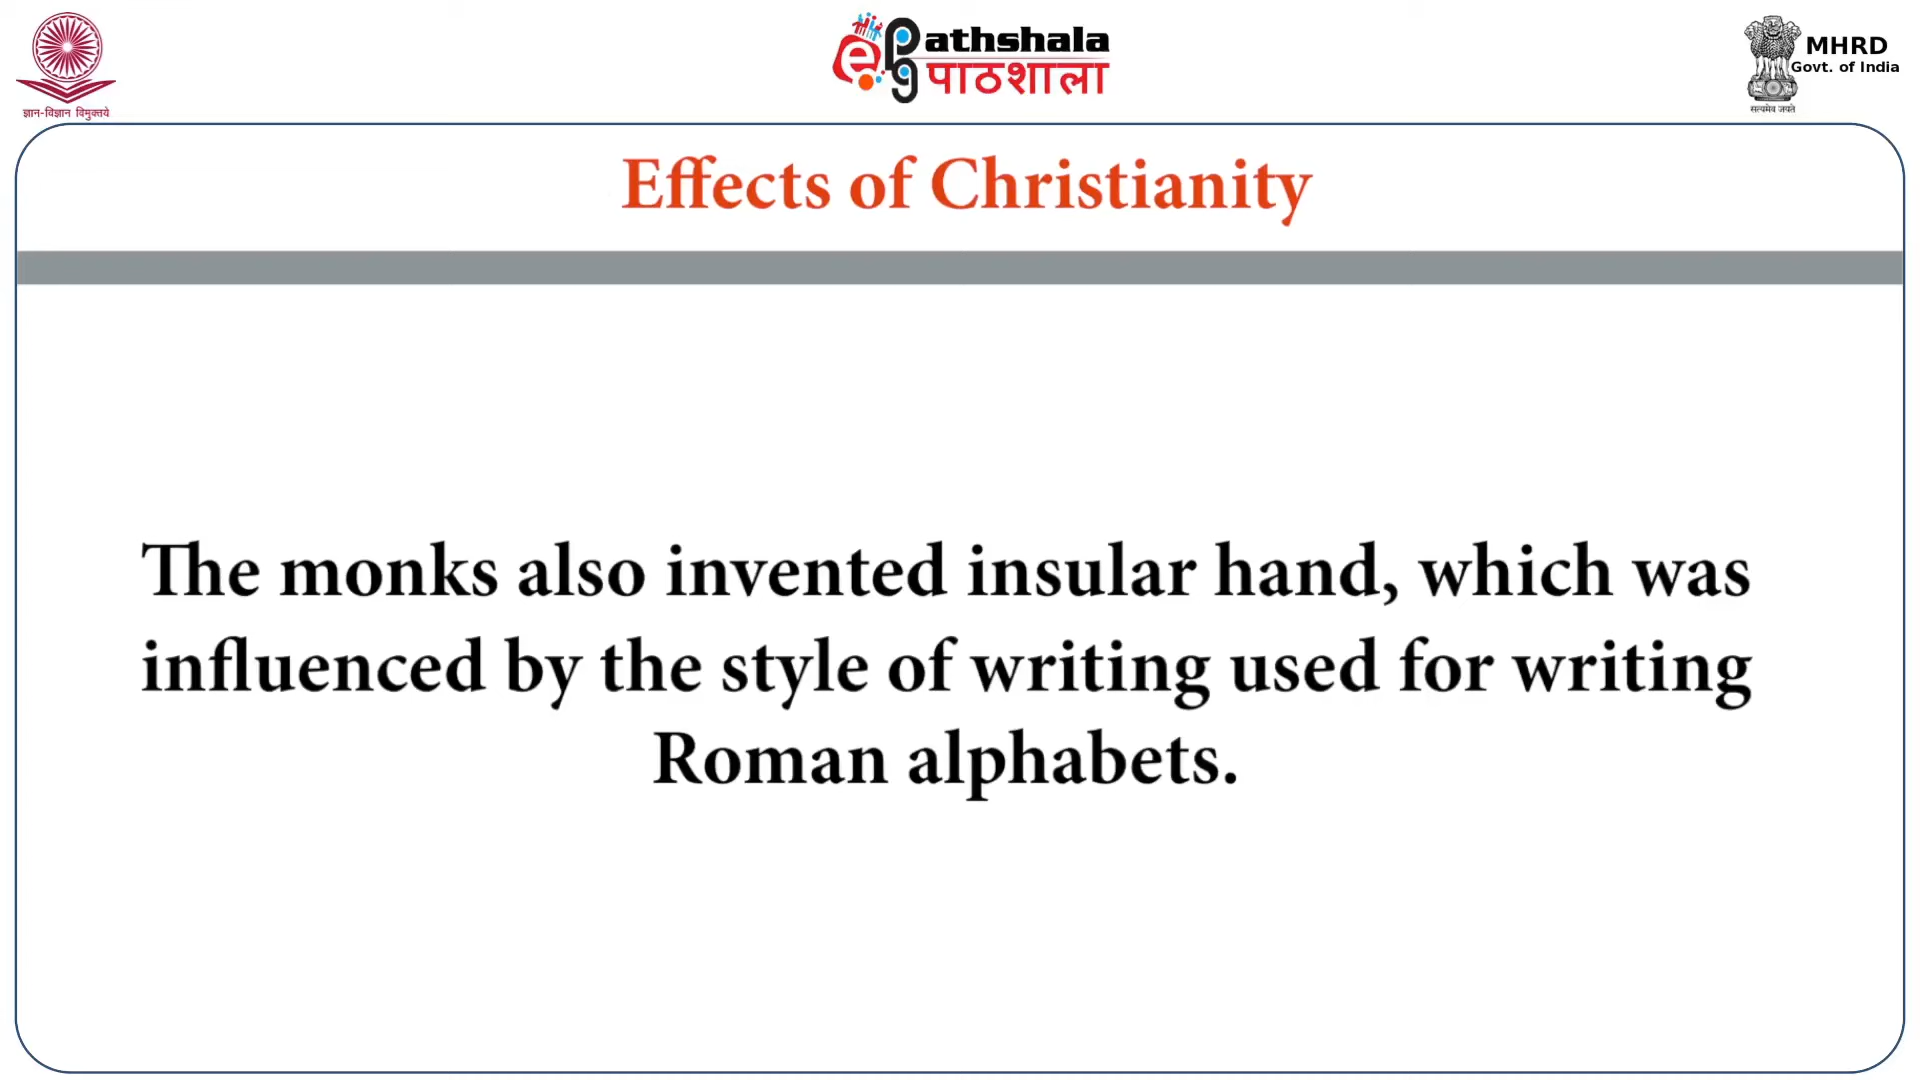 ज्ञान-विज्ञान विमुक्तये
e Pg Pathshala
पाठशाला
MHRD
Govt. of India
सत्यमेव जयते
Effects of Christianity
The monks also invented insular hand, which was
influenced by the style of writing used for writing
Roman alphabets.